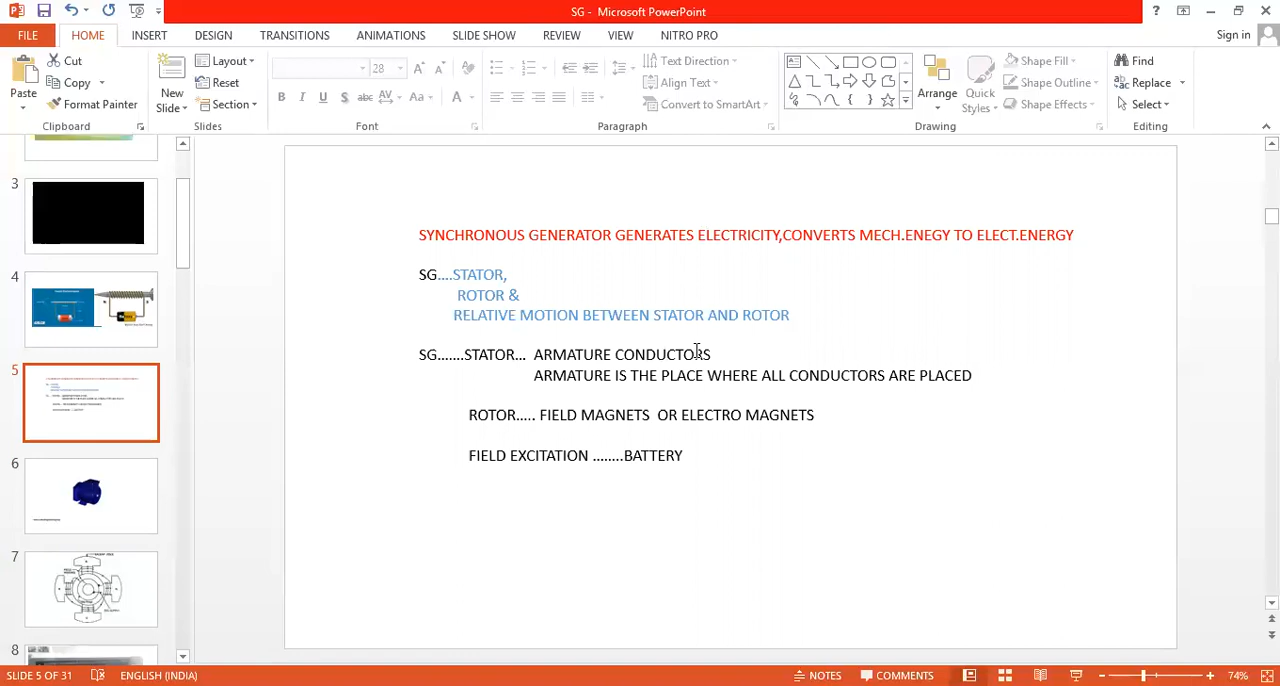 SG - Microsoft PowerPoint
Sign in
FILE HOME INSERT DESIGN TRANSITIONS ANIMATIONS SLIDE SHOW REVIEW VIEW NITRO PRO
Paste
Cut
Copy
Format Painter
Clipboard
New
Slide
Layout
Reset
Section
Slides
28
B I U S abc AV Aa A
Font
Text Direction
Align Text
Convert to SmartArt
Paragraph
Arrange
Quick
Styles
Shape Fill
Shape Outline
Shape Effects
Drawing
Find
Replace
Select
Editing
3
4
5
6
7
8
SYNCHRONOUS GENERATOR GENERATES ELECTRICITY,CONVERTS MECH.ENEGY TO ELECT.ENERGY
SG....STATOR,
ROTOR &
RELATIVE MOTION BETWEEN STATOR AND ROTOR
SG.......STATOR... ARMATURE CONDUCTORS
ARMATURE IS THE PLACE WHERE ALL CONDUCTORS ARE PLACED
ROTOR..... FIELD MAGNETS OR ELECTRO MAGNETS
FIELD EXCITATION ........BATTERY
SLIDE 5 OF 31 ENGLISH (INDIA) NOTES COMMENTS 74%